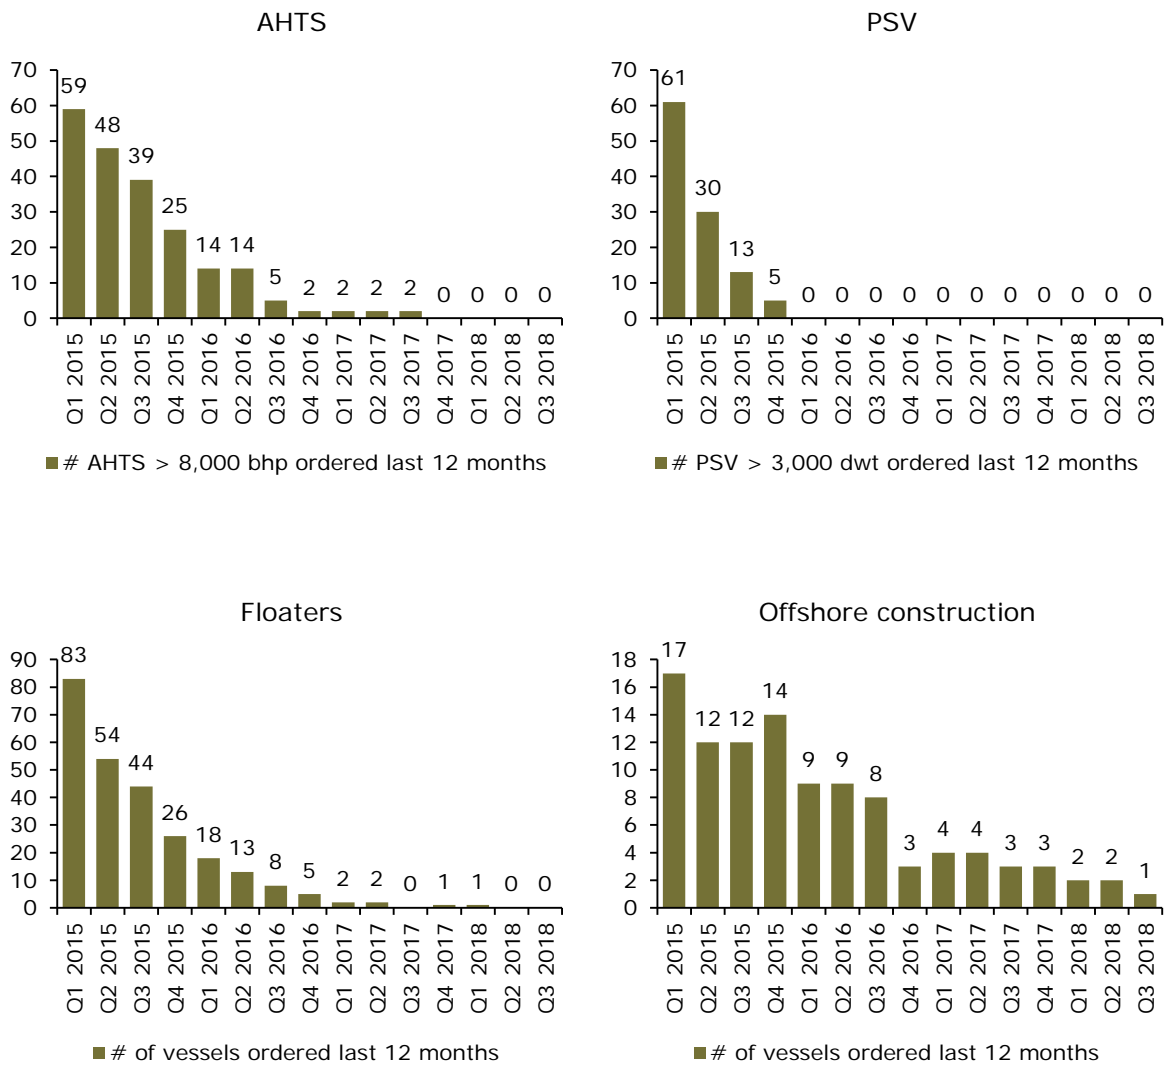 AHTS
70
60
50
40
30
20
10
0
59
48
39
25
14
14
5
2
2
2
2
0
0
0
0
Q1 2015
Q2 2015
Q3 2015
Q4 2015
Q1 2016
Q2 2016
Q3 2016
Q4 2016
Q1 2017
Q2 2017
Q3 2017
Q4 2017
Q1 2018
Q2 2018
Q3 2018
# AHTS > 8,000 bhp ordered last 12 months
PSV
70
60
50
40
30
20
10
0
61
30
13
5
0
0
0
0
0
0
0
0
0
0
0
Q1 2015
Q2 2015
Q3 2015
Q4 2015
Q1 2016
Q2 2016
Q3 2016
Q4 2016
Q1 2017
Q2 2017
Q3 2017
Q4 2017
Q1 2018
Q2 2018
Q3 2018
# PSV > 3,000 dwt ordered last 12 months
Floaters
90
80
70
60
50
40
30
20
10
0
83
54
44
26
18
13
8
5
2
2
0
1
1
0
0
Q1 2015
Q2 2015
Q3 2015
Q4 2015
Q1 2016
Q2 2016
Q3 2016
Q4 2016
Q1 2017
Q2 2017
Q3 2017
Q4 2017
Q1 2018
Q2 2018
Q3 2018
# of vessels ordered last 12 months
Offshore construction
18
16
14
12
10
8
6
4
2
0
17
12
12
14
9
9
8
3
4
4
3
3
2
2
1
Q1 2015
Q2 2015
Q3 2015
Q4 2015
Q1 2016
Q2 2016
Q3 2016
Q4 2016
Q1 2017
Q2 2017
Q3 2017
Q4 2017
Q1 2018
Q2 2018
Q3 2018
# of vessels ordered last 12 months